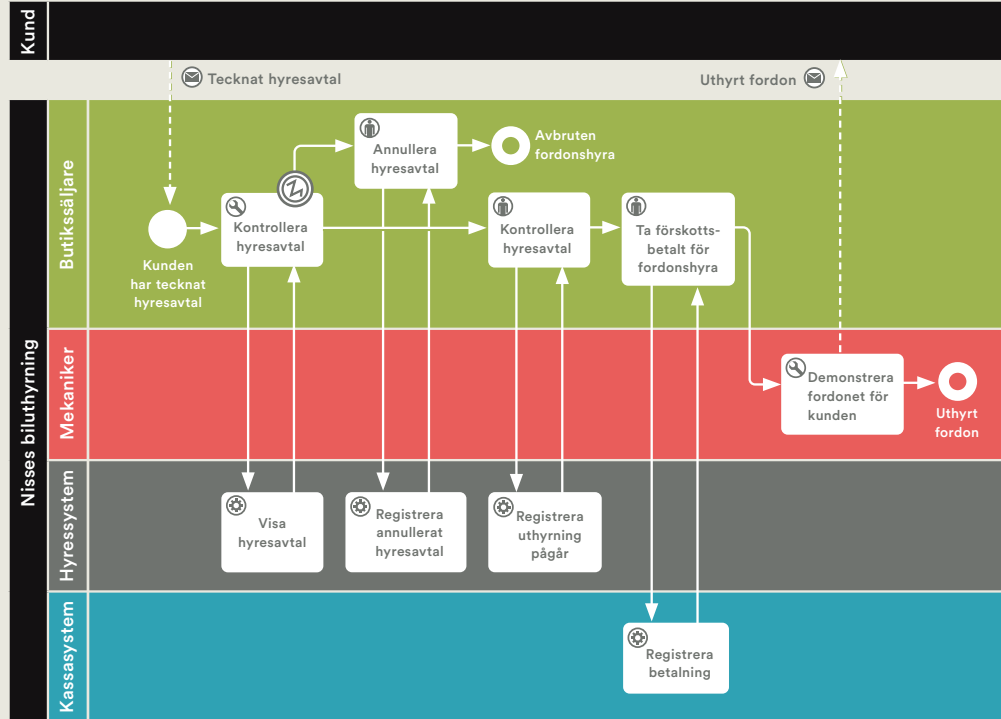 Kund
Tecknat hyresavtal
Uthyrt fordon
Nisses biluthyrning
Butikssäljare
Kunden
har tecknat
hyresavtal
Kontrollera
hyresavtal
Annullera
hyresavtal
Avbruten
fordonshyra
Kontrollera
hyresavtal
Ta förskotts-
betalt för
fordonshyra
Mekaniker
Demonstrera
fordonet för
kunden
Uthyrt
fordon
Hyressystem
Visa
hyresavtal
Registrera
annullerat
hyresavtal
Registrera
uthyrning
pågår
Kassasystem
Registrera
betalning